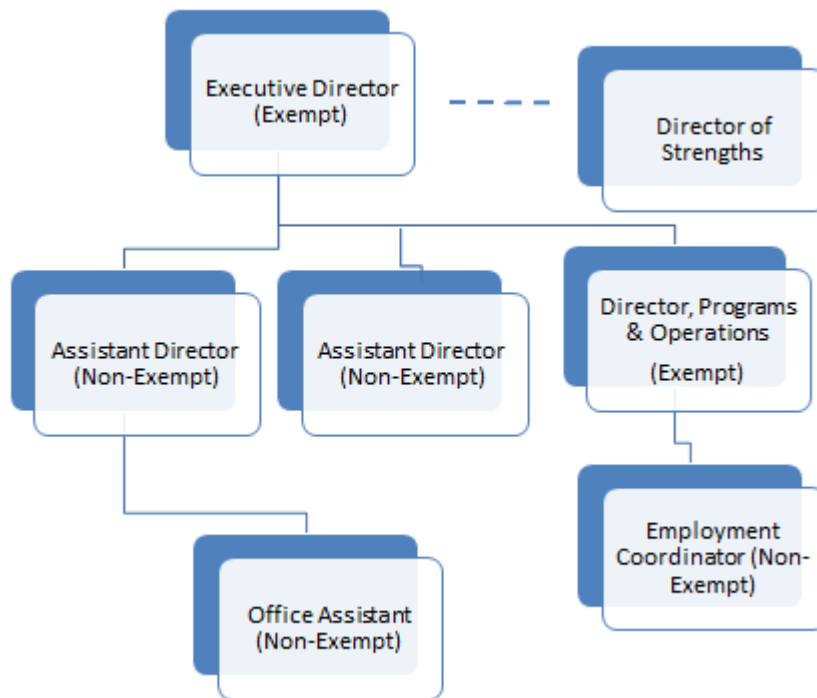 Executive Director
(Exempt)
Director of
Strengths
Assistant Director
(Non-Exempt)
Assistant Director
(Non-Exempt)
Director, Programs
& Operations
(Exempt)
Office Assistant
(Non-Exempt)
Employment
Coordinator (Non-
Exempt)